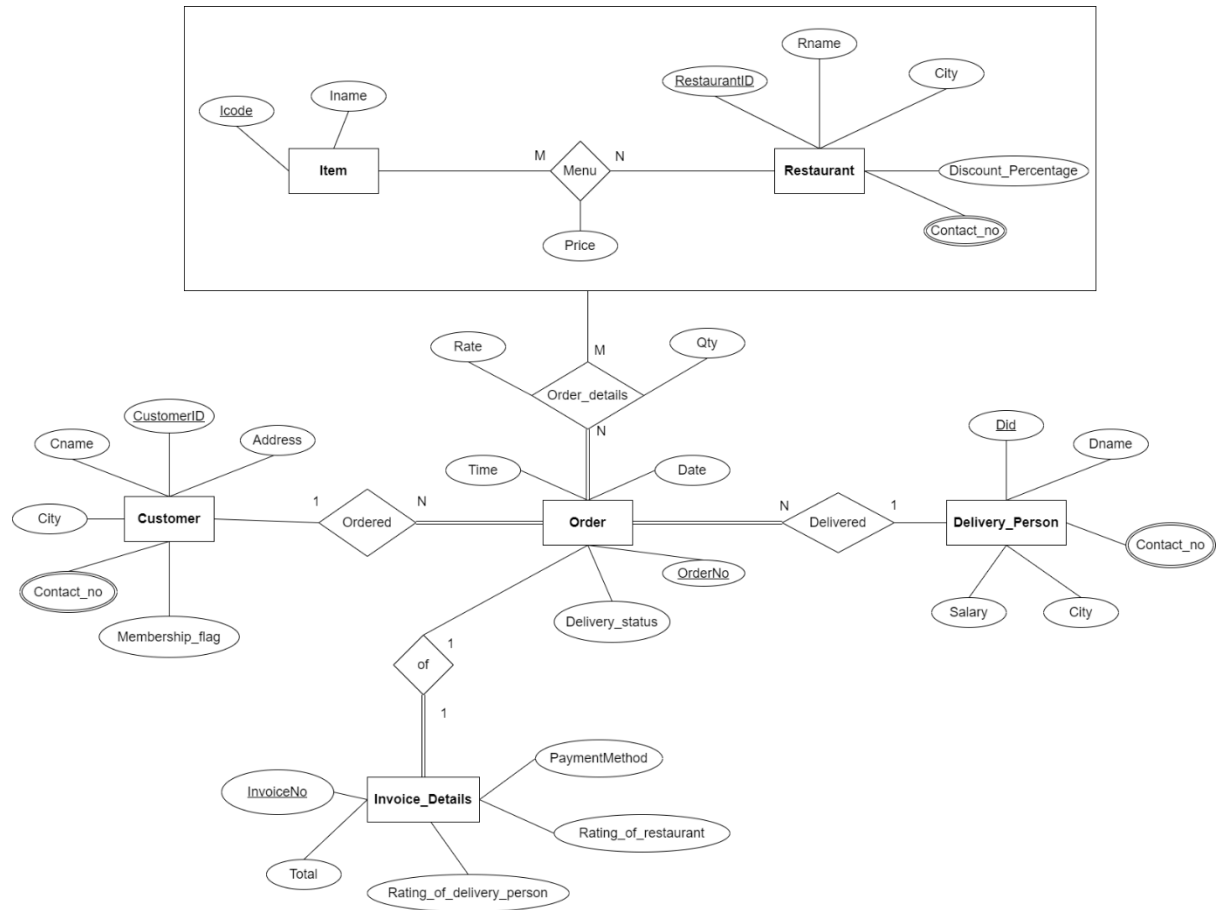 Rname
RestaurantID
City
Iname
Icode
M
N
Item
Menu
Restaurant
Discount_Percentage
Contact_no
Price
Rate
M
Qty
Order_details
N
CustomerID
Cname
Address
Did
Dname
Time
Date
City
Customer
1
Ordered
N
Order
N
Delivered
1
Delivery_Person
Contact_no
Contact_no
OrderNo
Membership_flag
Delivery_status
Salary
City
1
of
1
PaymentMethod
InvoiceNo
Invoice_Details
Rating_of_restaurant
Total
Rating_of_delivery_person